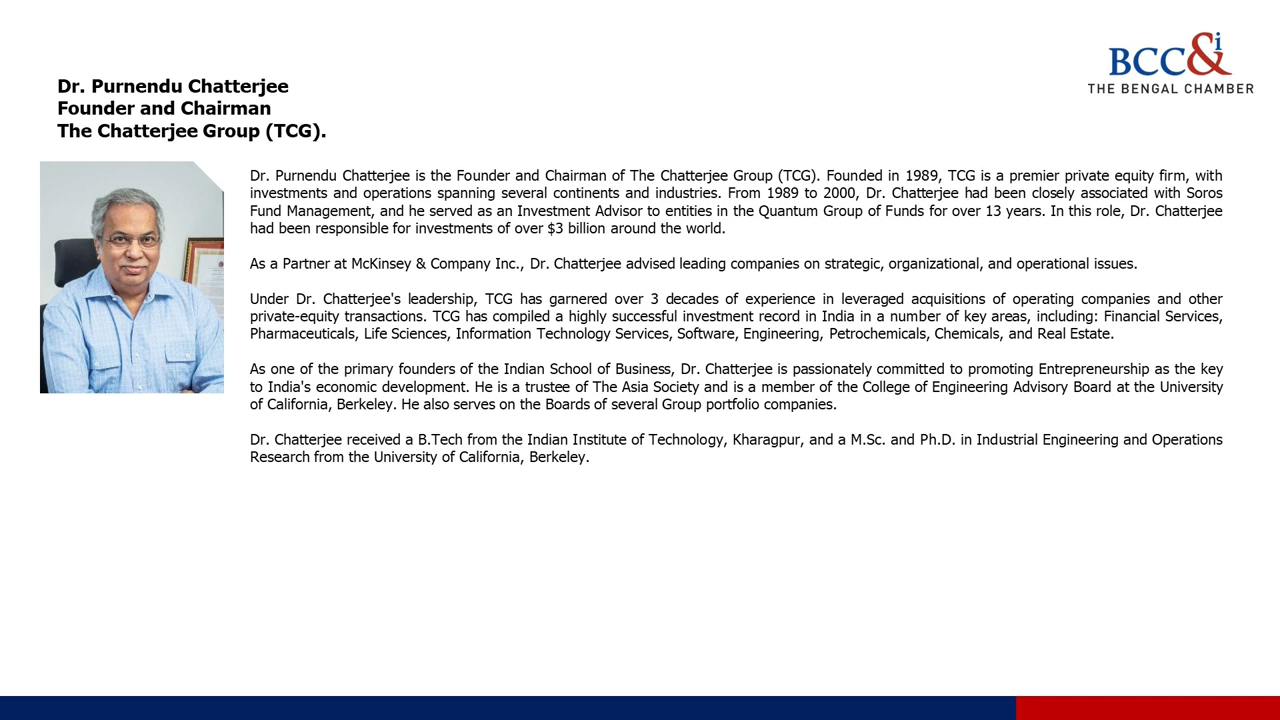 BCC&i
THE BENGAL CHAMBER
Dr. Purnendu Chatterjee
Founder and Chairman
The Chatterjee Group (TCG).
Dr. Purnendu Chatterjee is the Founder and Chairman of The Chatterjee Group (TCG). Founded in 1989, TCG is a premier private equity firm, with
investments and operations spanning several continents and industries. From 1989 to 2000, Dr. Chatterjee had been closely associated with Soros
Fund Management, and he served as an Investment Advisor to entities in the Quantum Group of Funds for over 13 years. In this role, Dr. Chatterjee
had been responsible for investments of over $3 billion around the world.
As a Partner at McKinsey & Company Inc., Dr. Chatterjee advised leading companies on strategic, organizational, and operational issues.
Under Dr. Chatterjee's leadership, TCG has garnered over 3 decades of experience in leveraged acquisitions of operating companies and other
private-equity transactions. TCG has compiled a highly successful investment record in India in a number of key areas, including: Financial Services,
Pharmaceuticals, Life Sciences, Information Technology Services, Software, Engineering, Petrochemicals, Chemicals, and Real Estate.
As one of the primary founders of the Indian School of Business, Dr. Chatterjee is passionately committed to promoting Entrepreneurship as the key
to India's economic development. He is a trustee of The Asia Society and is a member of the College of Engineering Advisory Board at the University
of California, Berkeley. He also serves on the Boards of several Group portfolio companies.
Dr. Chatterjee received a B.Tech from the Indian Institute of Technology, Kharagpur, and a M.Sc. and Ph.D. in Industrial Engineering and Operations
Research from the University of California, Berkeley.